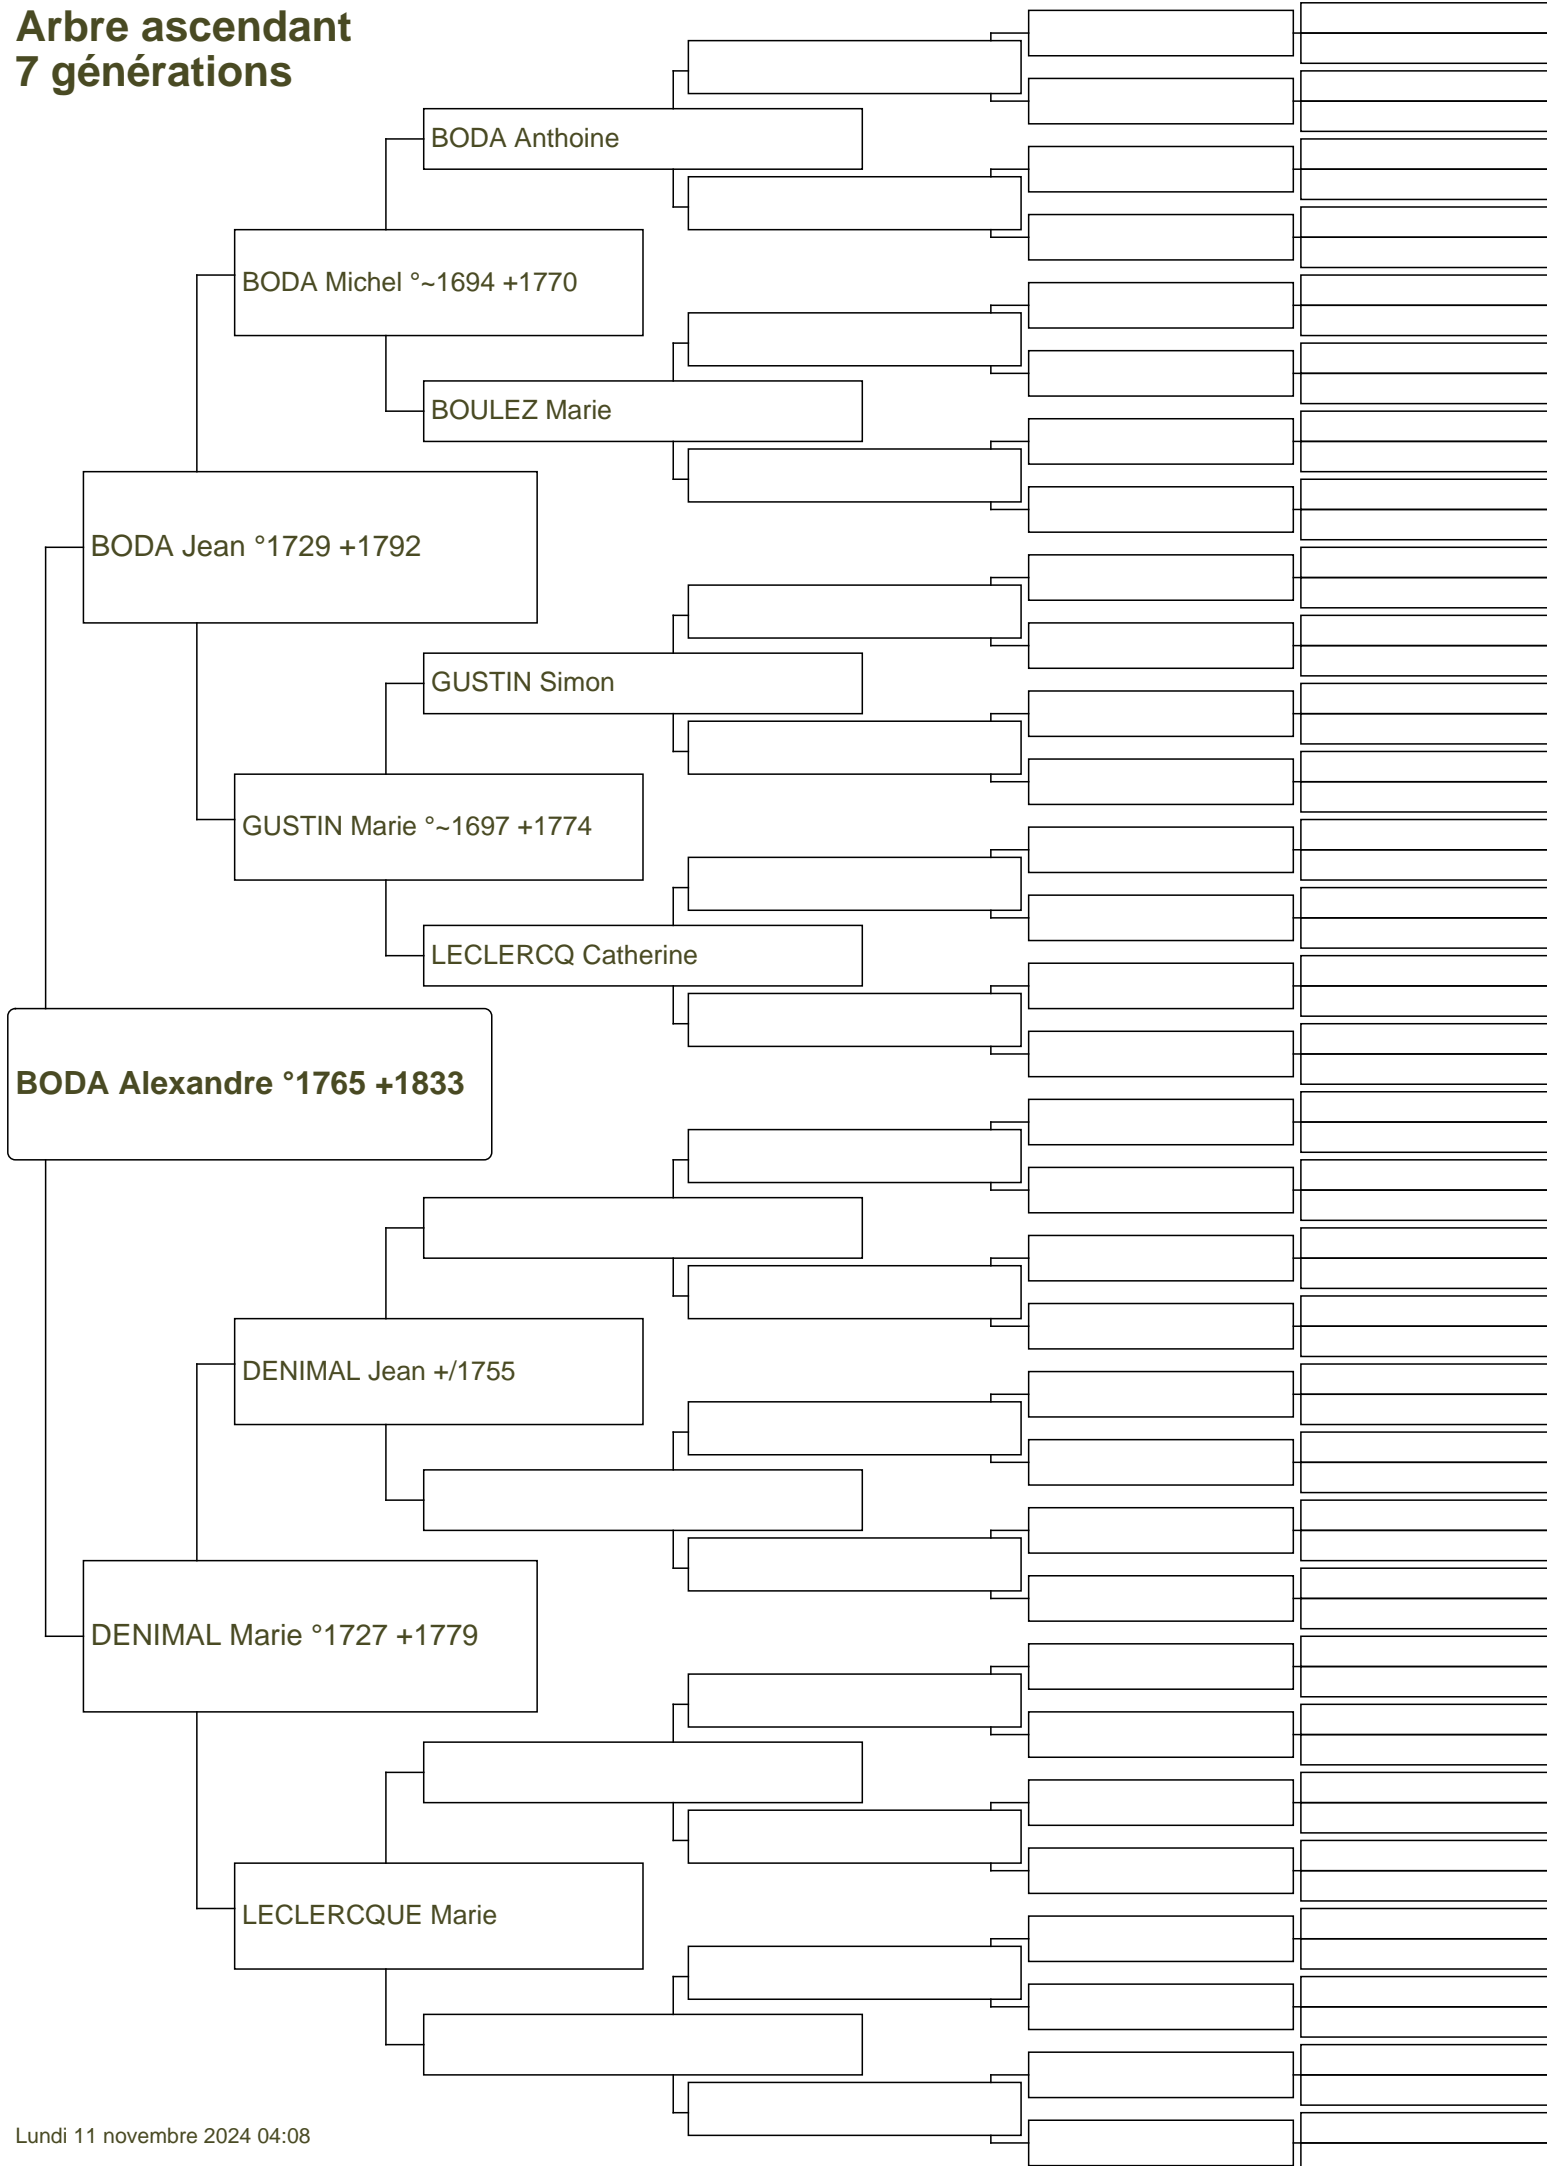 Arbre ascendant
7 générations
BODA Anthoine
BODA Michel °~1694 +1770
BOULEZ Marie
BODA Jean °1729 +1792
GUSTIN Simon
GUSTIN Marie °~1697 +1774
LECLERCQ Catherine
BODA Alexandre °1765 +1833
DENIMAL Jean +/1755
DENIMAL Marie °1727 +1779
LECLERCQUE Marie
Lundi 11 novembre 2024 04:08